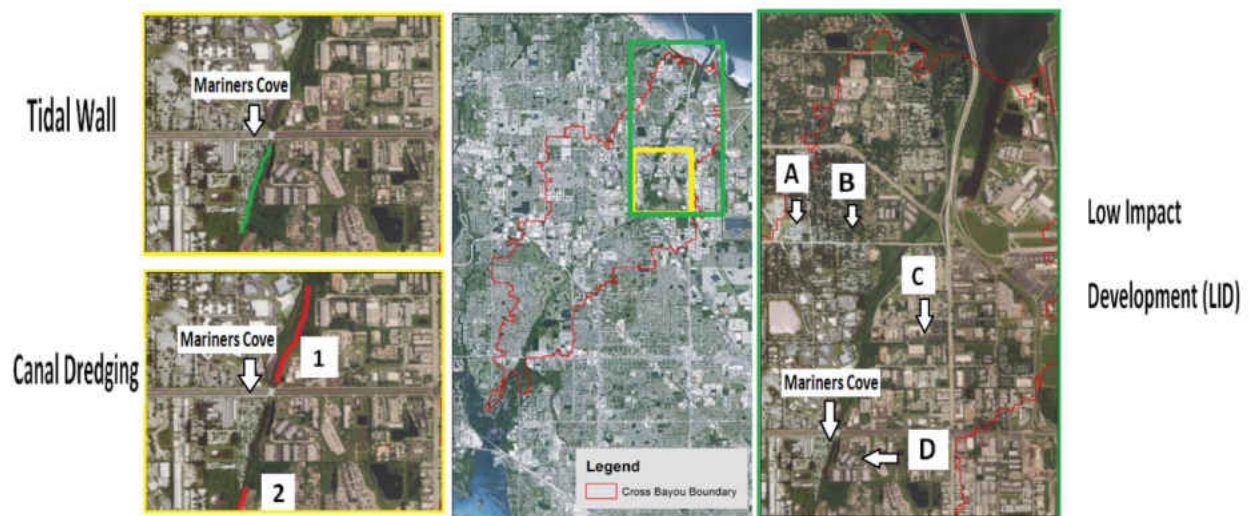 Tidal Wall
Mariners Cove
Canal Dredging
Mariners Cove
1
2
Legend
Cross Bayou Boundary
A
B
C
Mariners Cove
D
Low Impact
Development (LID)